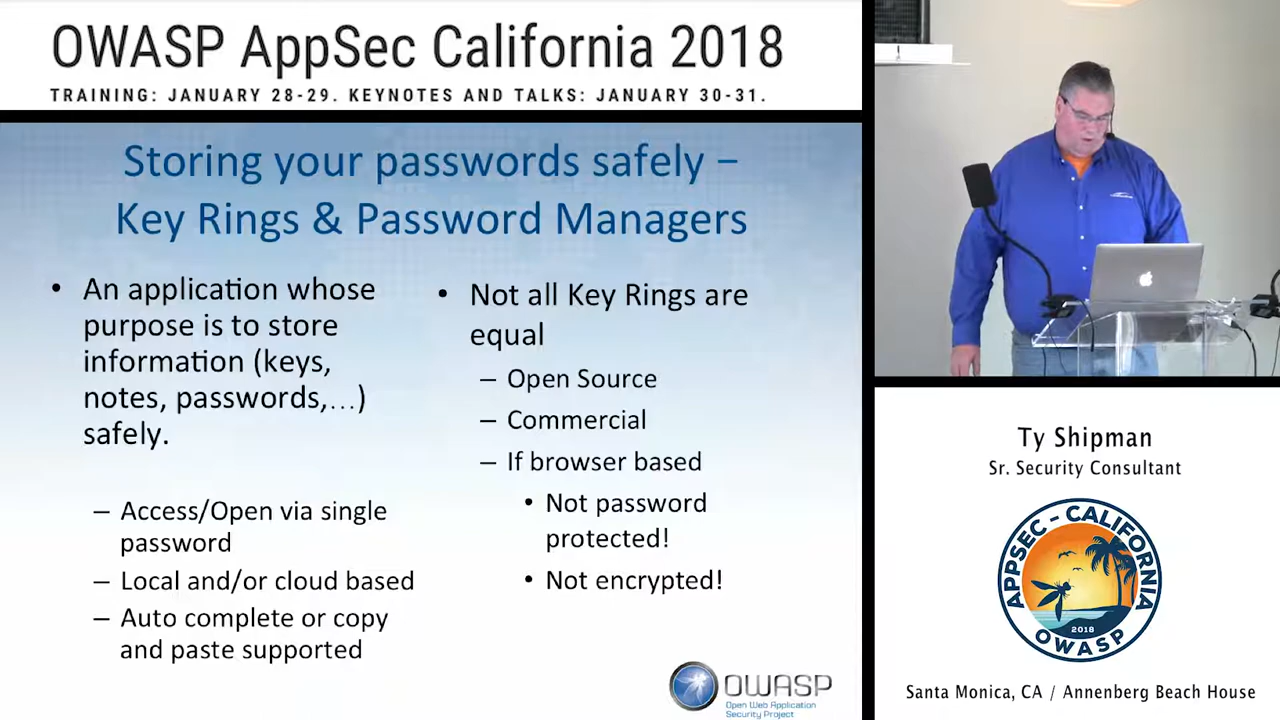 OWASP AppSec California 2018
TRAINING: JANUARY 28-29. KEYNOTES AND TALKS: JANUARY 30-31.
Storing your passwords safely –
Key Rings & Password Managers
• An application whose
purpose is to store
information (keys,
notes, passwords,...)
safely.
– Access/Open via single
password
– Local and/or cloud based
– Auto complete or copy
and paste supported
• Not all Key Rings are
equal
– Open Source
– Commercial
– If browser based
• Not password
protected!
• Not encrypted!
OWASP
Open Web Application
Security Project
Ty Shipman
Sr. Security Consultant
APPSEC - CALIFORNIA
2018
OWASP
Santa Monica, CA / Annenberg Beach House